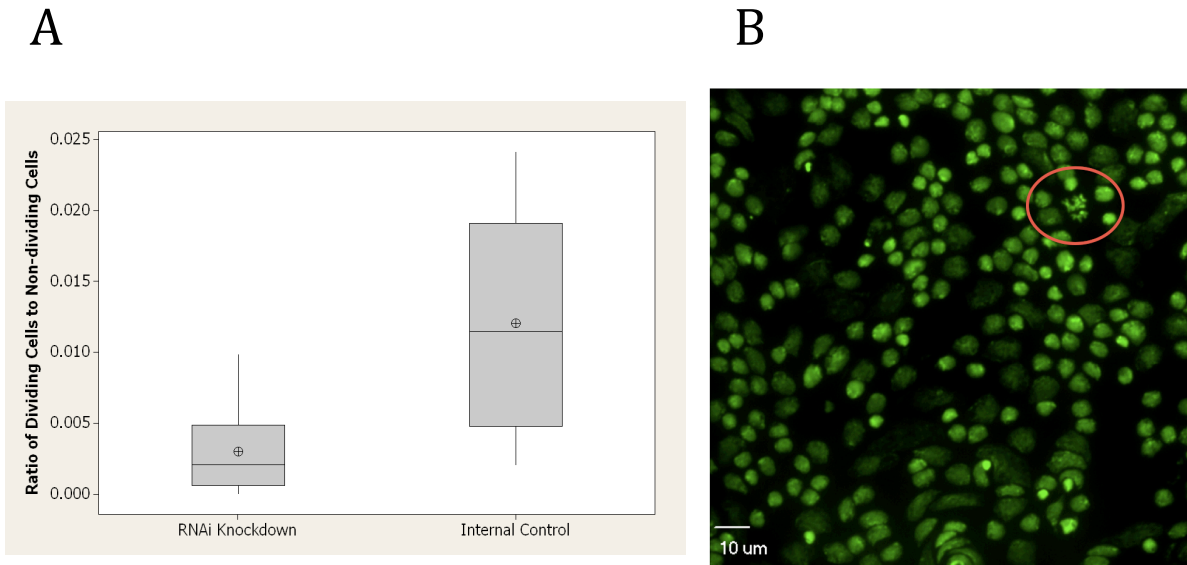 A
B
Ratio of Dividing Cells to Non-dividing Cells
0.025
0.020
0.015
0.010
0.005
0.000
RNAi Knockdown
Internal Control
10 um